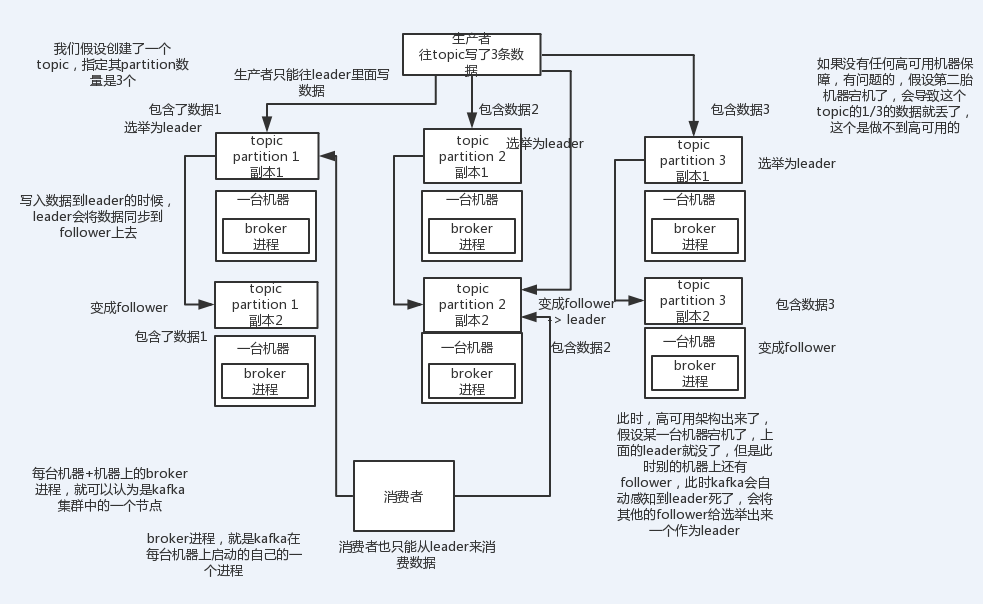 生产者
往topic写了3条数
据
我们假设创建了一个
topic，指定其partition数
量是3个
生产者只能往leader里面写
数据
如果没有任何高可用机器保
障，有问题的，假设第二胎
机器宕机了，会导致这个
topic的1/3的数据就丢了，
这个是做不到高可用的
包含了数据1
选举为leader
包含数据2
选举为leader
包含数据3
选举为leader
topic
partition 1
副本1
topic
partition 2
副本1
topic
partition 3
副本1
写入数据到leader的时候，
leader会将数据同步到
follower上去
一台机器
broker
进程
一台机器
broker
进程
一台机器
broker
进程
变成follower
包含了数据1
topic
partition 1
副本2
topic
partition 2
副本2
变成follower
-> leader
包含数据2
topic
partition 3
副本2
包含数据3
变成follower
一台机器
broker
进程
一台机器
broker
进程
一台机器
broker
进程
此时，高可用架构出来了，
假设某一台机器宕机了，上
面的leader就没了，但是此
时别的机器上还有
follower，此时kafka会自
动感知到leader死了，会将
其他的follower给选举出来
一个作为leader
每台机器+机器上的broker
进程，就可以认为是kafka
集群中的一个节点
消费者
broker进程，就是kafka在
每台机器上启动的自己的一
个进程
消费者也只能从leader来消
费数据